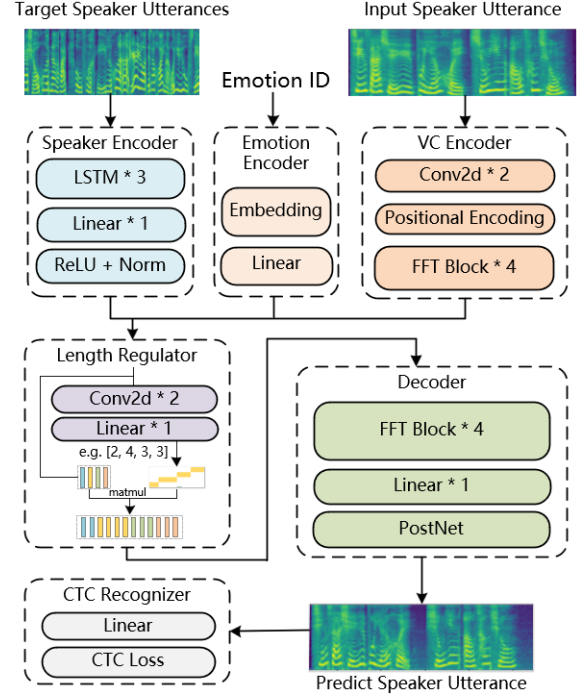 Target Speaker Utterances
Input Speaker Utterance
Emotion ID
Speaker Encoder
LSTM * 3
Linear * 1
ReLU + Norm
Emotion
Encoder
Embedding
Linear
VC Encoder
Conv2d * 2
Positional Encoding
FFT Block * 4
Length Regulator
Conv2d * 2
Linear * 1
e.g. [2, 4, 3, 3]
matmul
Decoder
FFT Block * 4
Linear * 1
PostNet
CTC Recognizer
Linear
CTC Loss
Predict Speaker Utterance